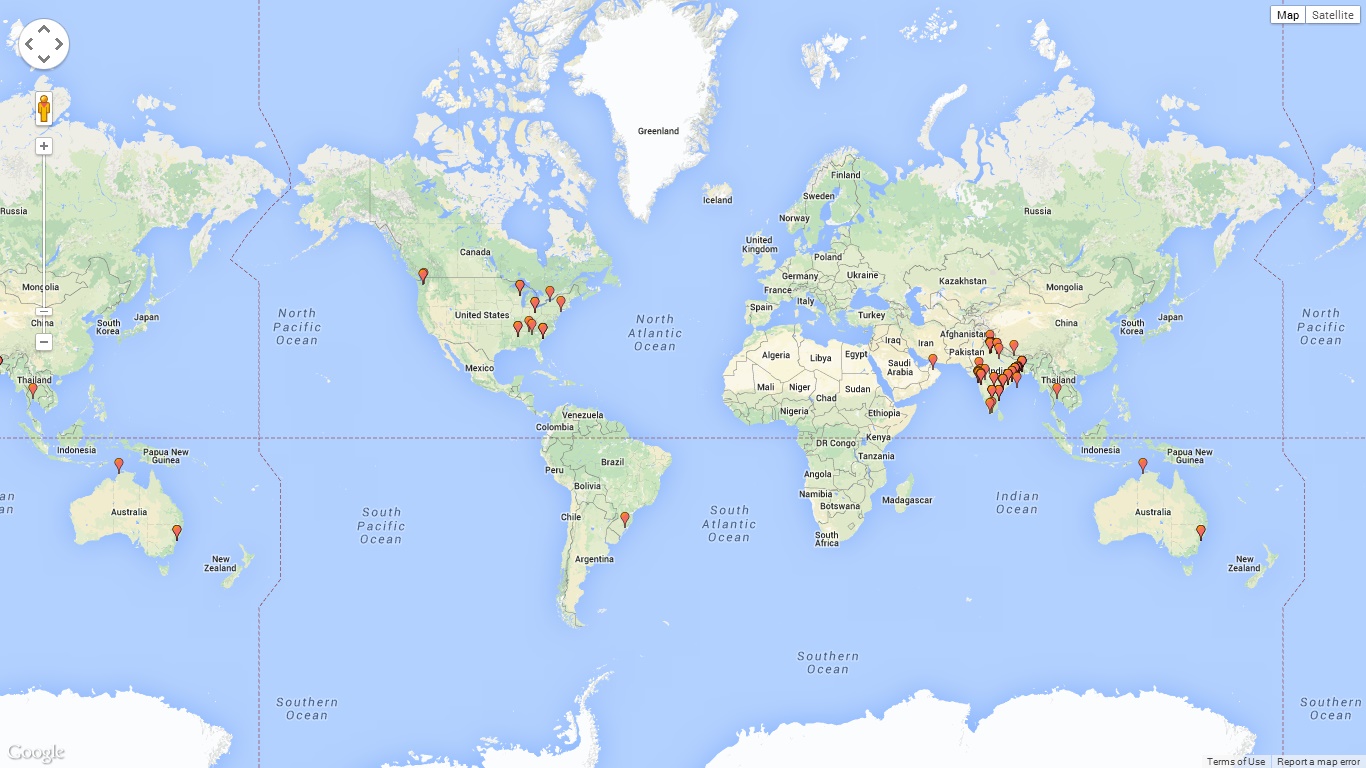 Map
Satellite
Greenland
Finland
Iceland
Sweden
Russia
Russia
Norway
United
Kingdom
Canada
Poland
Ukraine
Germany
Kazakhstan
Mongolia
Mongolia
France
Italy
Spain
North
Pacific
Ocean
United States
North
Atlantic
Ocean
Turkey
China
China
South
Korea
Japan
South
Korea
Japan
North
Pacific
Ocean
Afghanistan
Iraq
Iran
Pakistan
Algeria
Libya
Egypt
Saudi
Arabia
India
Mexico
Thailand
Thailand
Mali
Niger
Sudan
Chad
Nigeria
Ethiopia
Venezuela
Colombia
Indonesia
Papua New
Guinea
DR Congo
Kenya
Tanzania
Indonesia
Papua New
Guinea
Brazil
Peru
Bolivia
Angola
Namibia
Botswana
Madagascar
an
an
Australia
South
Pacific
Ocean
Chile
South
Atlantic
Ocean
Indian
Ocean
Australia
South
Africa
New
Zealand
Argentina
New
Zealand
Southern
Ocean
Southern
Ocean
Southern
Ocean
Google
Terms of Use
Report a map error